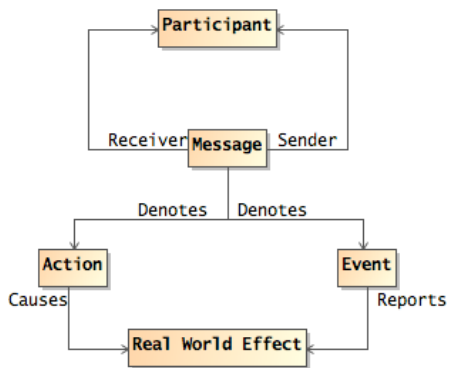 Participant
Receiver Message Sender
Denotes Denotes
Action Event
Causes Reports
Real World Effect